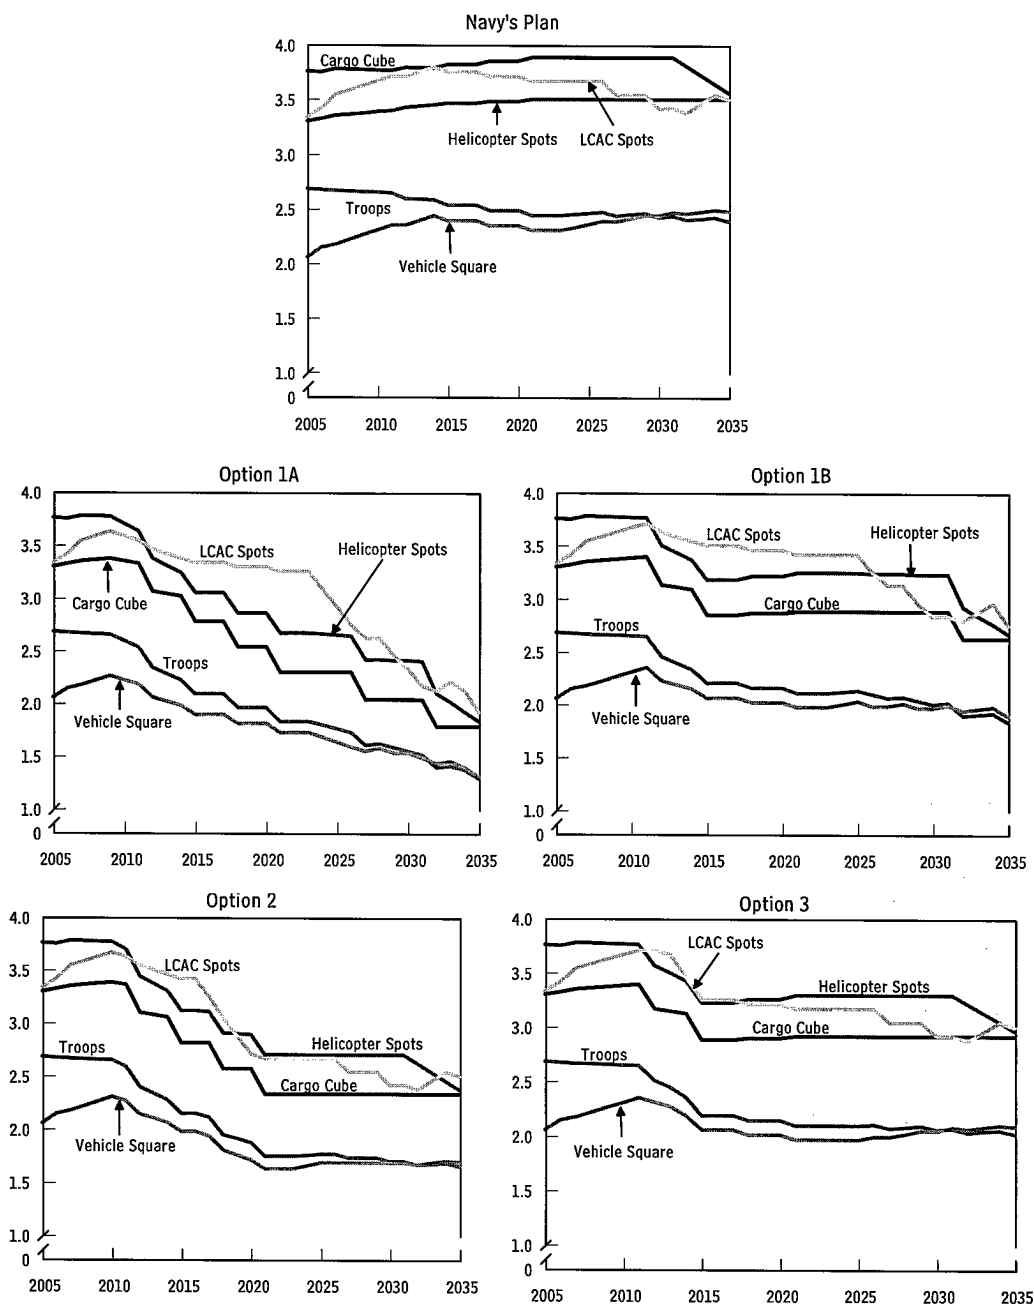 Navy's Plan
4.0
Cargo Cube
3.5
Helicopter Spots
LCAC Spots
3.0
2.5
Troops
Vehicle Square
2.0
1.5
1.0
0
2005 2010 2015 2020 2025 2030 2035
Option 1A
4.0
LCAC Spots
Helicopter Spots
3.5
Cargo Cube
3.0
2.5
Troops
2.0
Vehicle Square
1.5
1.0
0
2005 2010 2015 2020 2025 2030 2035
Option 1B
4.0
LCAC Spots
Helicopter Spots
3.5
3.0
Cargo Cube
2.5
Troops
2.0
Vehicle Square
1.5
1.0
0
2005 2010 2015 2020 2025 2030 2035
Option 2
4.0
LCAC Spots
3.5
3.0
Helicopter Spots
Troops
2.5
Cargo Cube
2.0
Vehicle Square
1.5
1.0
0
2005 2010 2015 2020 2025 2030 2035
Option 3
4.0
LCAC Spots
3.5
Helicopter Spots
3.0
Cargo Cube
Troops
2.5
2.0
Vehicle Square
1.5
1.0
0
2005 2010 2015 2020 2025 2030 2035